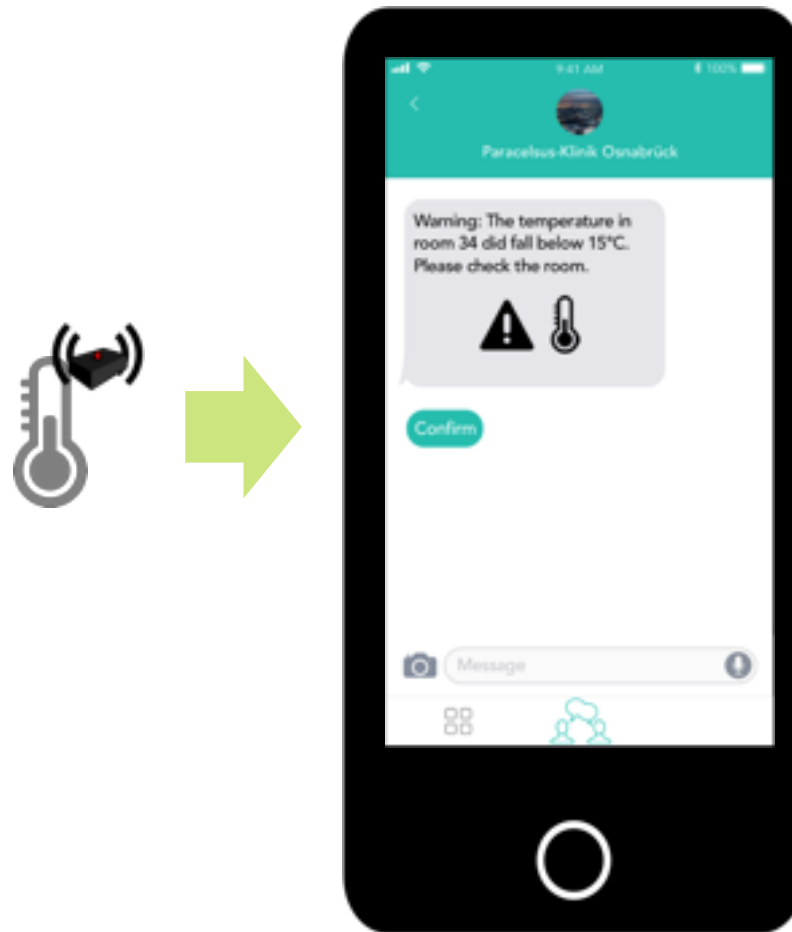 9:41 AM
100%
Paracelsus-Klinik Osnabrück
Warning: The temperature in
room 34 did fall below 15°C.
Please check the room.
Confirm
Message